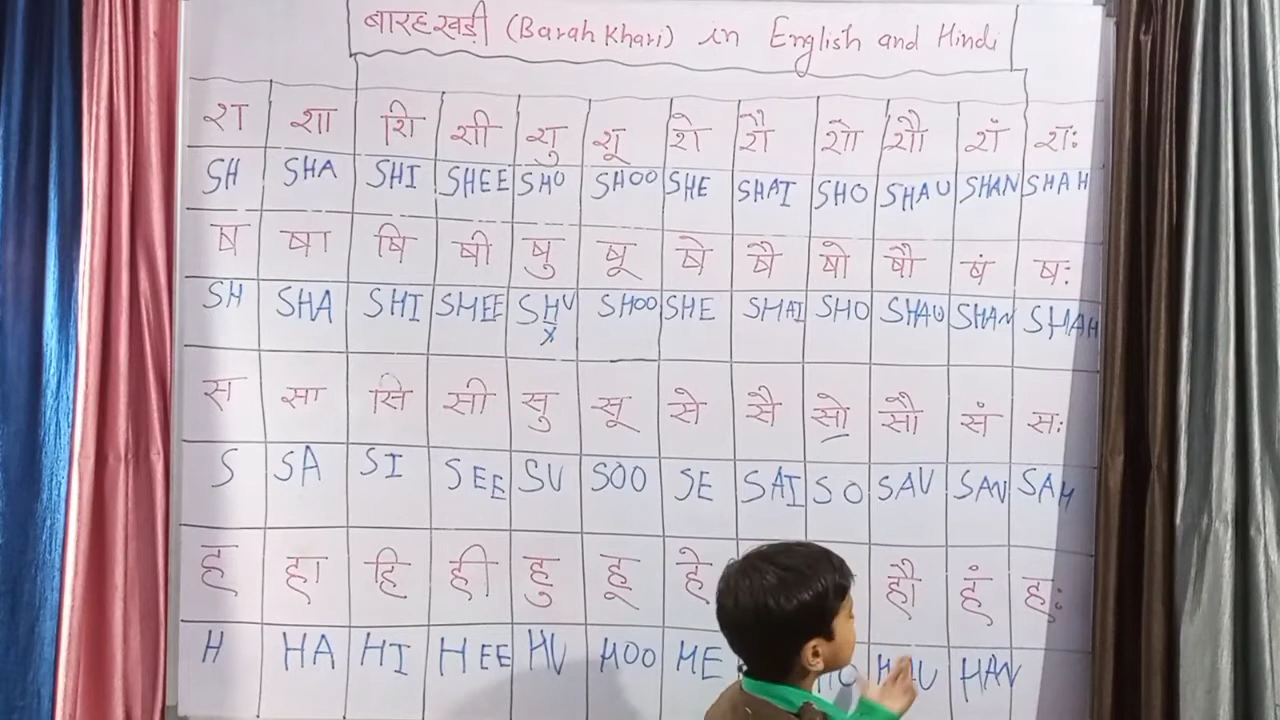 बारहखड़ी (Barah Khari) in English and Hindi
श शा शि शी शु शू शे शै शो शौ शं शः
SH SHA SHI SHEE SHU SHOO SHE SHAI SHO SHAU SHAN SHAH
ष षा षि षी षु षू षे षै षो षौ षं षः
SH SHA SHI SHEE SHU SHOO SHE SHAI SHO SHAU SHAN SHAH
स सा सि सी सु सू से सै सो सौ सं सः
S SA SI SEE SU SOO SE SAI SO SAU SAN SAH
ह हा हि ही हु हू हे हौ हं हः
H HA HI HEE HU HOO HE HO HAU HAN